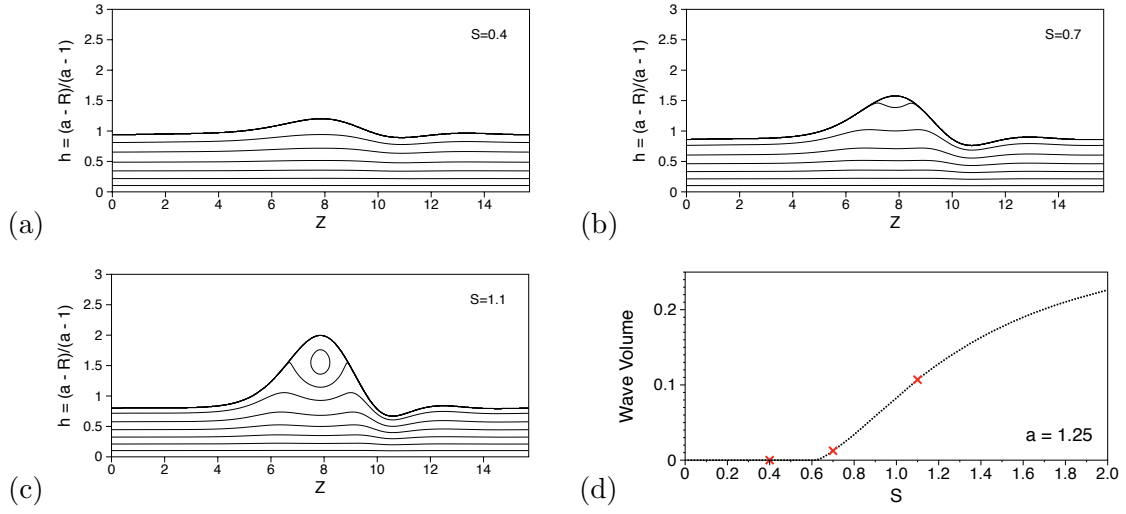 3
2.5
2
1.5
1
0.5
0
h = (a - R)/(a - 1)
S=0.4
0 2 4 6 8 10 12 14
Z
(a)
3
2.5
2
1.5
1
0.5
0
h = (a - R)/(a - 1)
S=0.7
0 2 4 6 8 10 12 14
Z
(b)
3
2.5
2
1.5
1
0.5
0
h = (a - R)/(a - 1)
S=1.1
0 2 4 6 8 10 12 14
Z
(c)
0.2
0.1
0
Wave Volume
a = 1.25
0 0.2 0.4 0.6 0.8 1.0 1.2 1.4 1.6 1.8 2.0
S
(d)